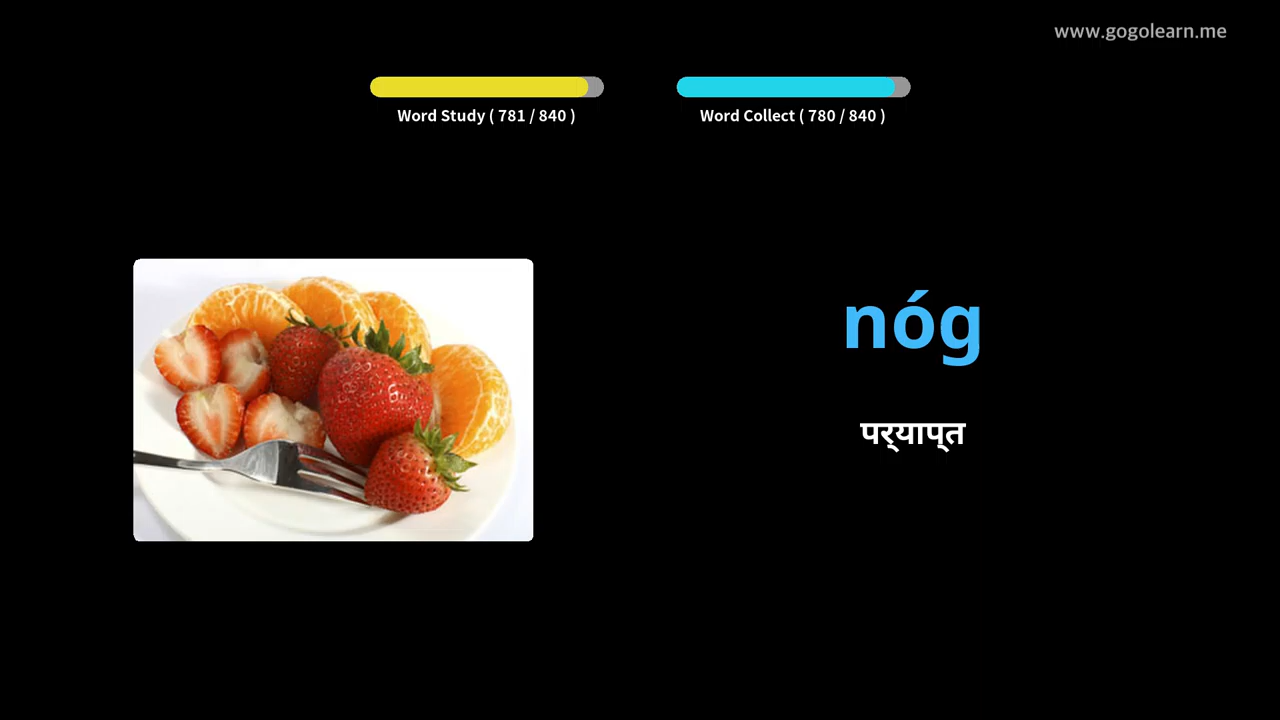 www.gogolearn.me
Word Study ( 781 / 840 )
Word Collect ( 780 / 840 )
nóg
पर्‍याप्‍त